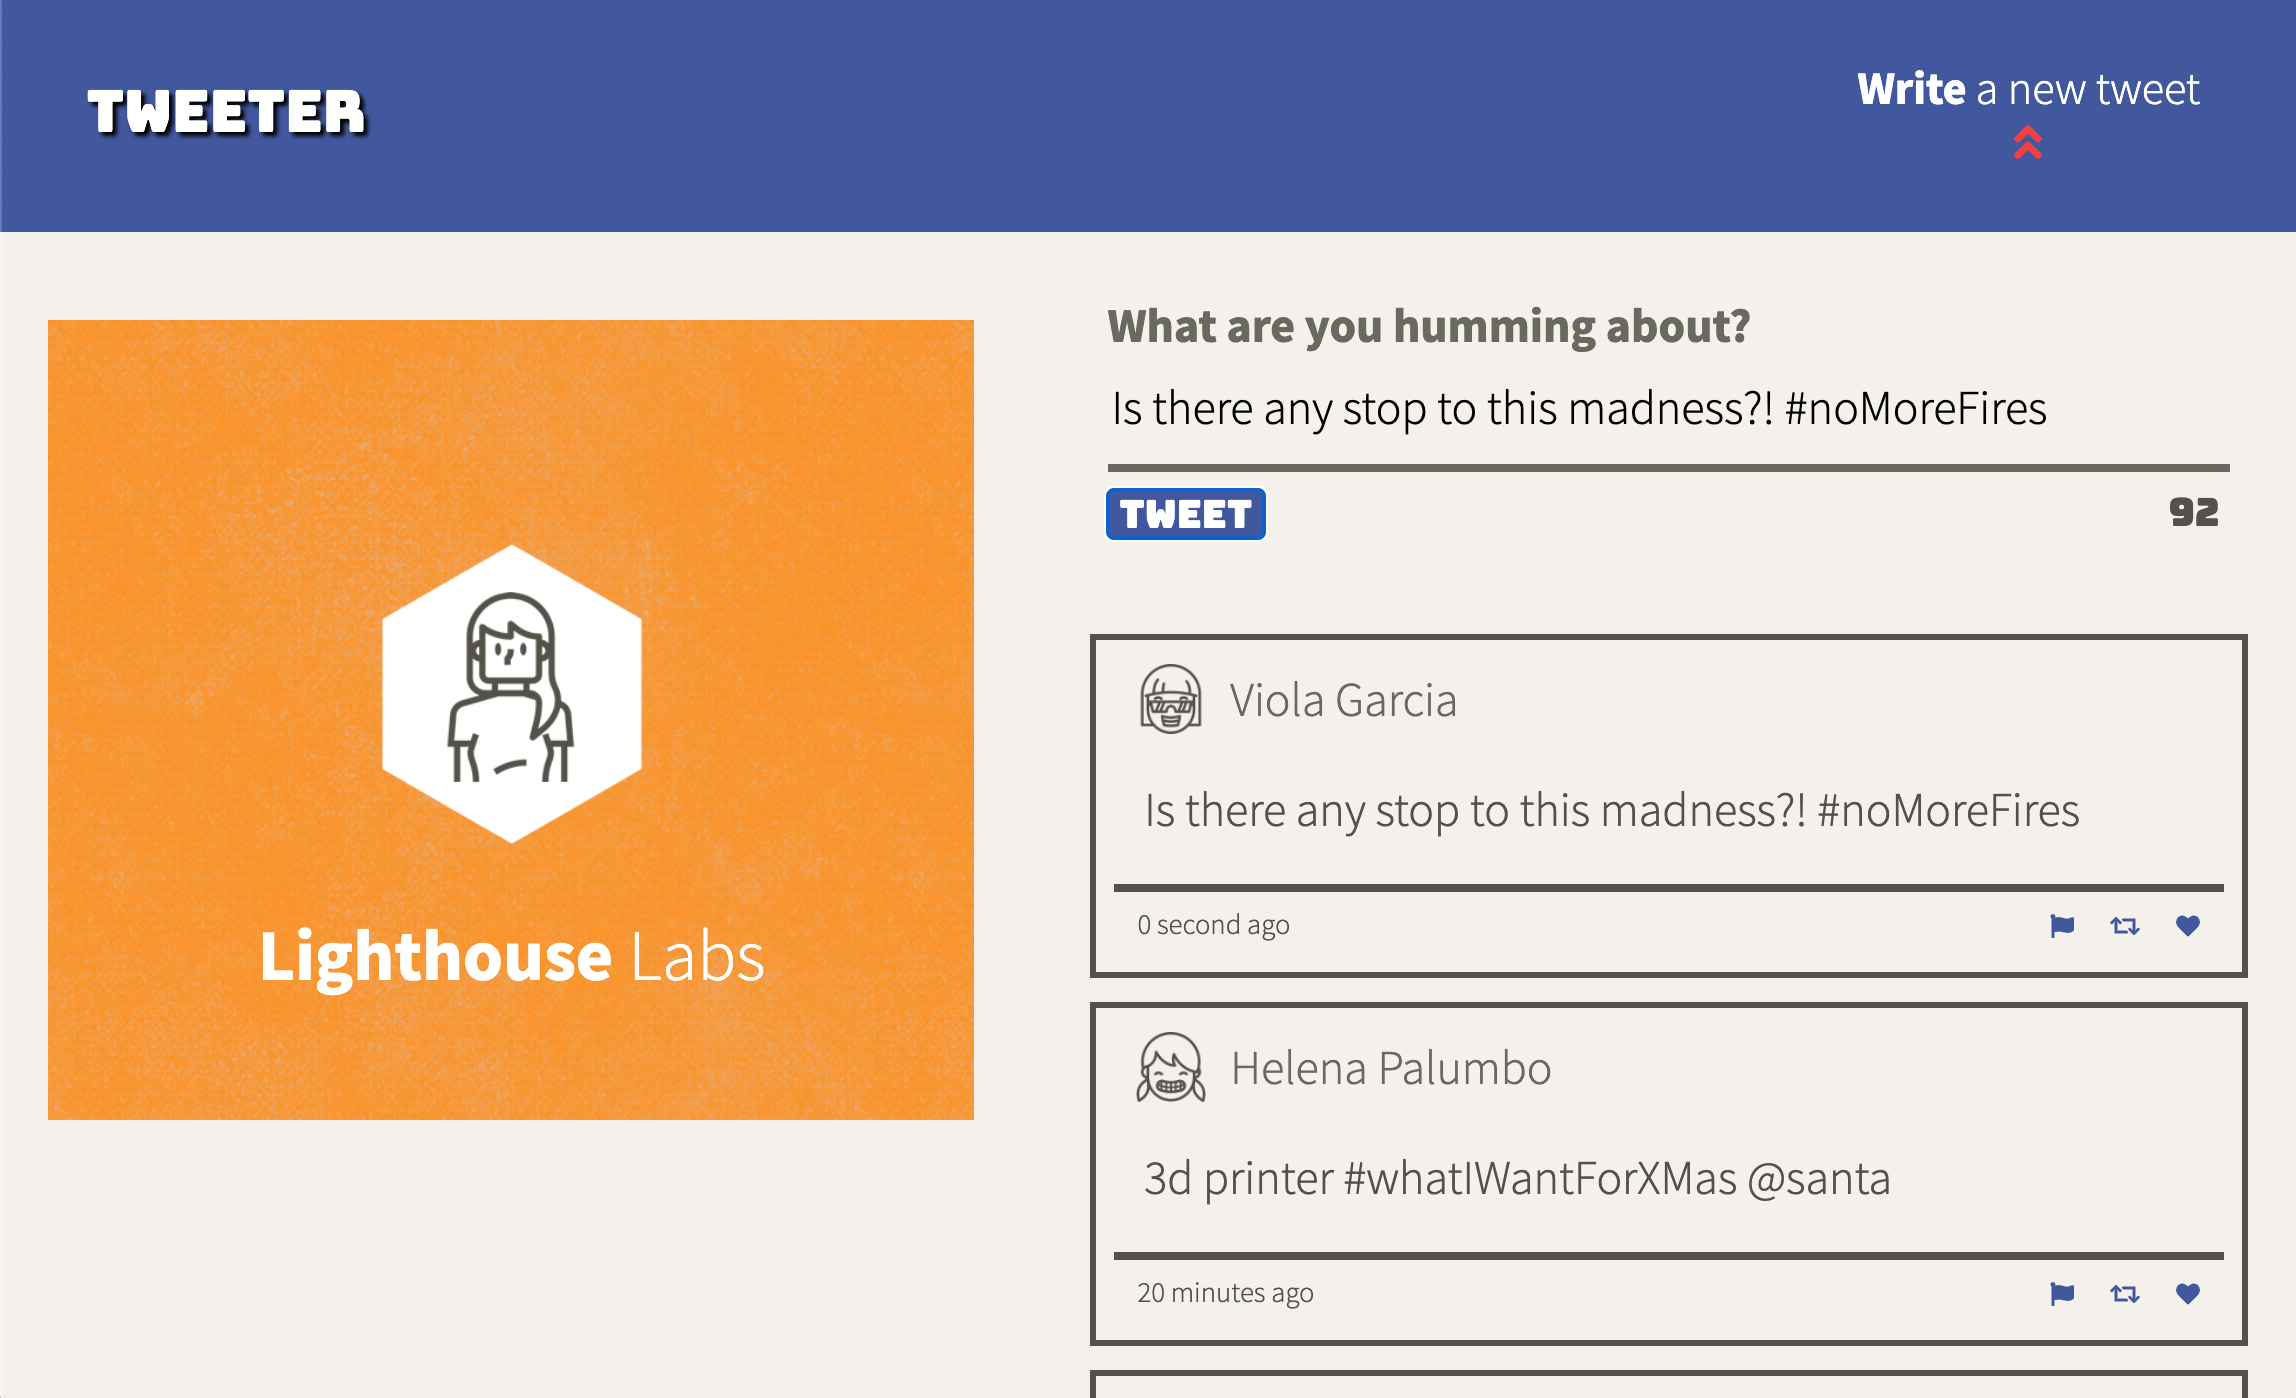 TWEETER
Write a new tweet
Lighthouse Labs
What are you humming about?
Is there any stop to this madness?! #noMoreFires
TWEET
92
Viola Garcia
Is there any stop to this madness?! #noMoreFires
0 second ago
Helena Palumbo
3d printer #whatIWantForXMas @santa
20 minutes ago